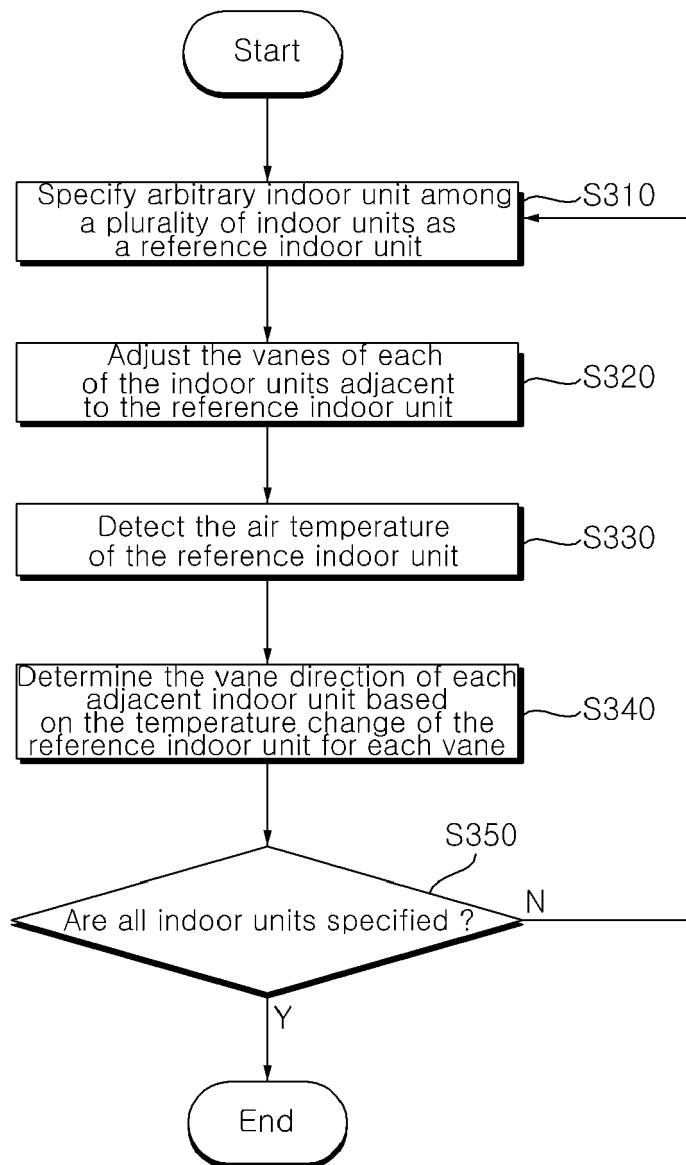 Start
Specify arbitrary indoor unit among
a plurality of indoor units as
a reference indoor unit
S310
Adjust the vanes of each
of the indoor units adjacent
to the reference indoor unit
S320
Detect the air temperature
of the reference indoor unit
S330
Determine the vane direction of each
adjacent indoor unit based
on the temperature change of the
reference indoor unit for each vane
S340
S350
Are all indoor units specified ?
N
Y
End